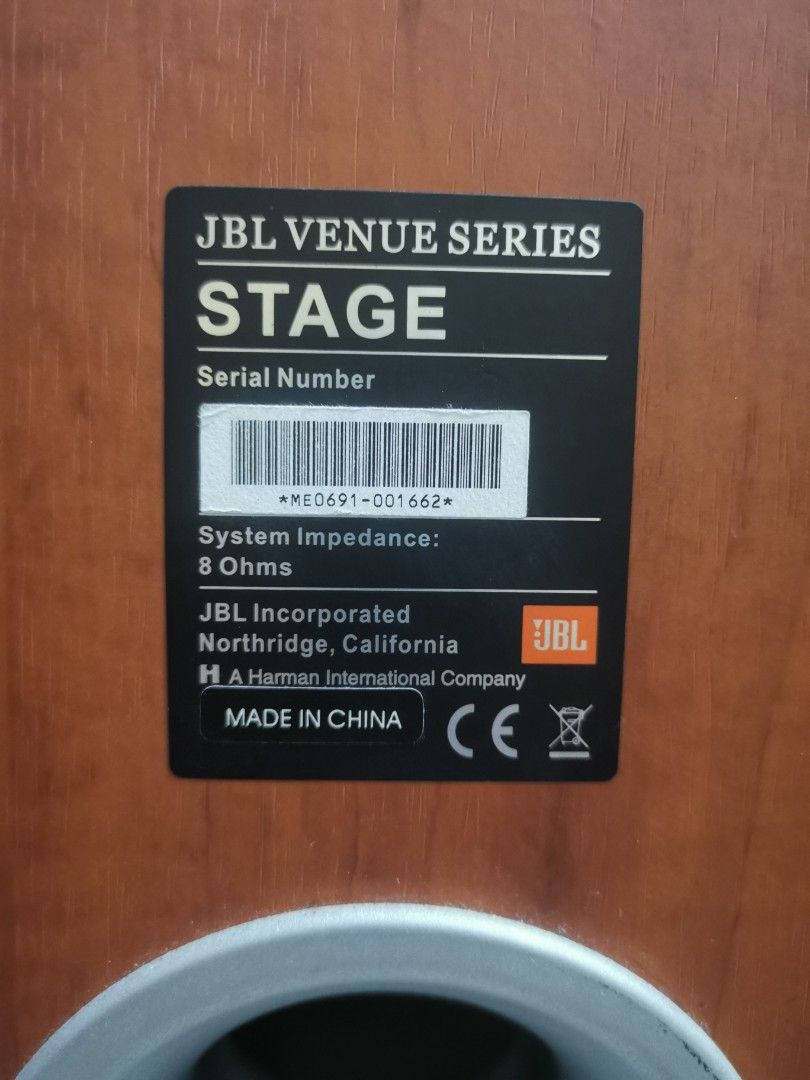 JBL VENUE SERIES
STAGE
Serial Number
*ME0691-001662*
System Impedance:
8 Ohms
JBL Incorporated
Northridge, California
JBL
H A Harman International Company
MADE IN CHINA
CE